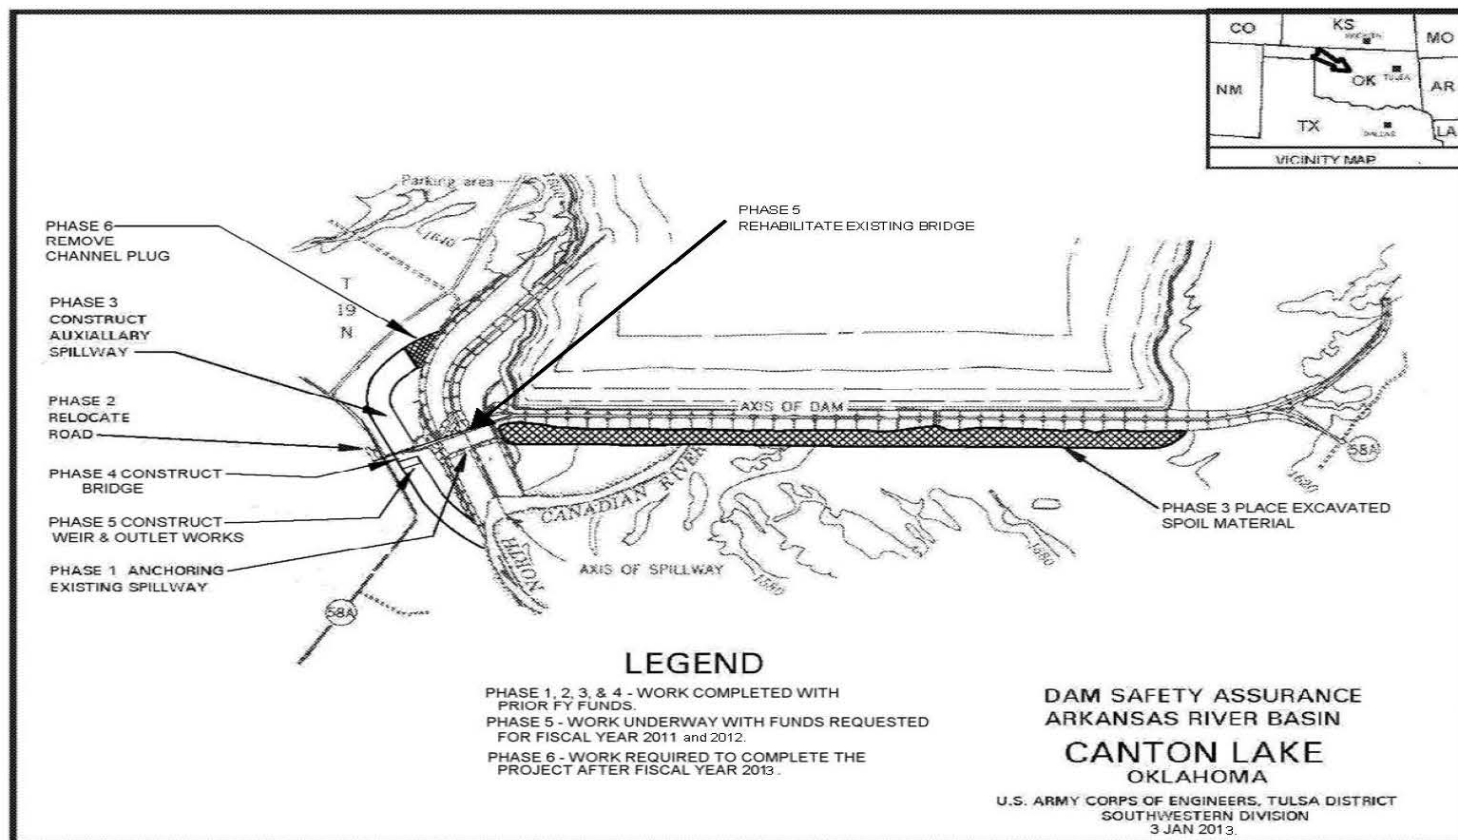 CO
KS
WICHITA
MO
OK
TULSA
NM
AR
TX
DALLAS
LA
VICINITY MAP
Parking area
1640
T
19
N
PHASE 6
REMOVE
CHANNEL PLUG
PHASE 5
REHABILITATE EXISTING BRIDGE
PHASE 3
CONSTRUCT
AUXIALLARY
SPILLWAY
PHASE 2
RELOCATE
ROAD
PHASE 4 CONSTRUCT
BRIDGE
PHASE 5 CONSTRUCT
WEIR & OUTLET WORKS
PHASE 1 ANCHORING
EXISTING SPILLWAY
AXIS OF DAM
58A
1620
PHASE 3 PLACE EXCAVATED
SPOIL MATERIAL
NORTH CANADIAN RIVER
AXIS OF SPILLWAY
1580
58A
LEGEND
PHASE 1, 2, 3, & 4 - WORK COMPLETED WITH
PRIOR FY FUNDS.
PHASE 5 - WORK UNDERWAY WITH FUNDS REQUESTED
FOR FISCAL YEAR 2011 and 2012.
PHASE 6 - WORK REQUIRED TO COMPLETE THE
PROJECT AFTER FISCAL YEAR 2013.
DAM SAFETY ASSURANCE
ARKANSAS RIVER BASIN
CANTON LAKE
OKLAHOMA
U.S. ARMY CORPS OF ENGINEERS, TULSA DISTRICT
SOUTHWESTERN DIVISION
3 JAN 2013.